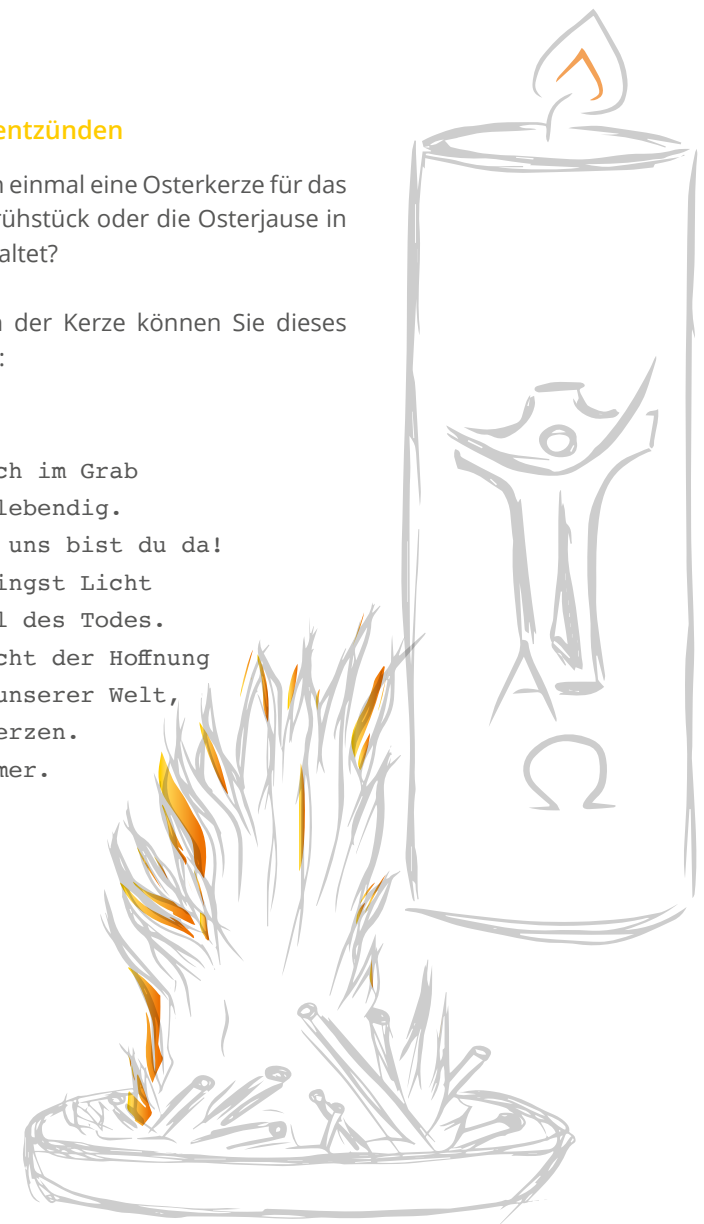 entzünden
einmal eine Osterkerze für das
rühstück oder die Osterjause in
altet?
der Kerze können Sie dieses
:
ch im Grab
lebendig.
uns bist du da!
ingst Licht
l des Todes.
cht der Hoffnung
unserer Welt,
erzen.
mer.
A
Ω